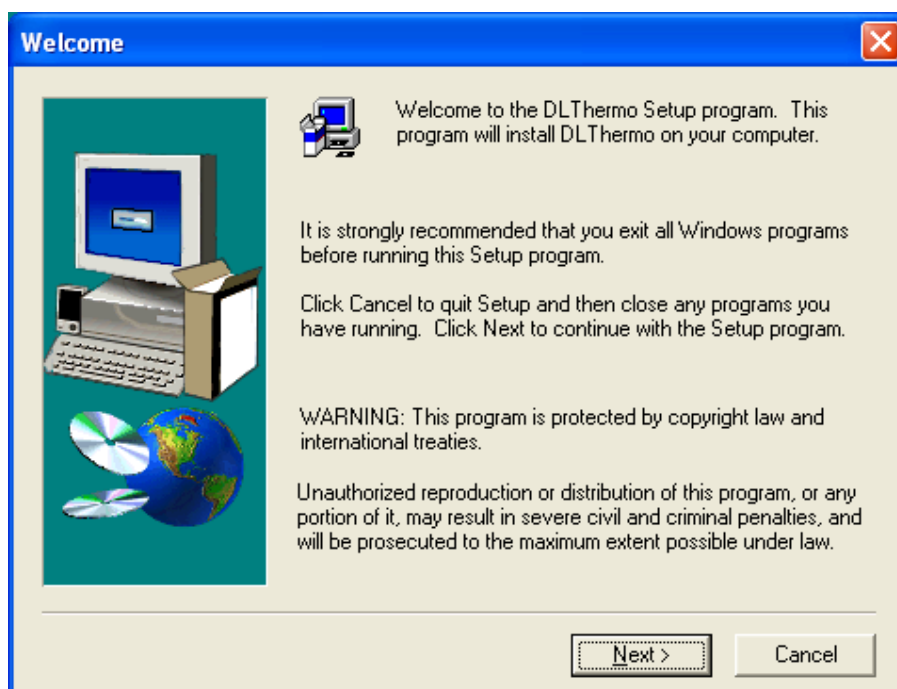 Welcome
Welcome to the DLThermo Setup program. This
program will install DLThermo on your computer.
It is strongly recommended that you exit all Windows programs
before running this Setup program.
Click Cancel to quit Setup and then close any programs you
have running. Click Next to continue with the Setup program.
WARNING: This program is protected by copyright law and
international treaties.
Unauthorized reproduction or distribution of this program, or any
portion of it, may result in severe civil and criminal penalties, and
will be prosecuted to the maximum extent possible under law.
Next >
Cancel